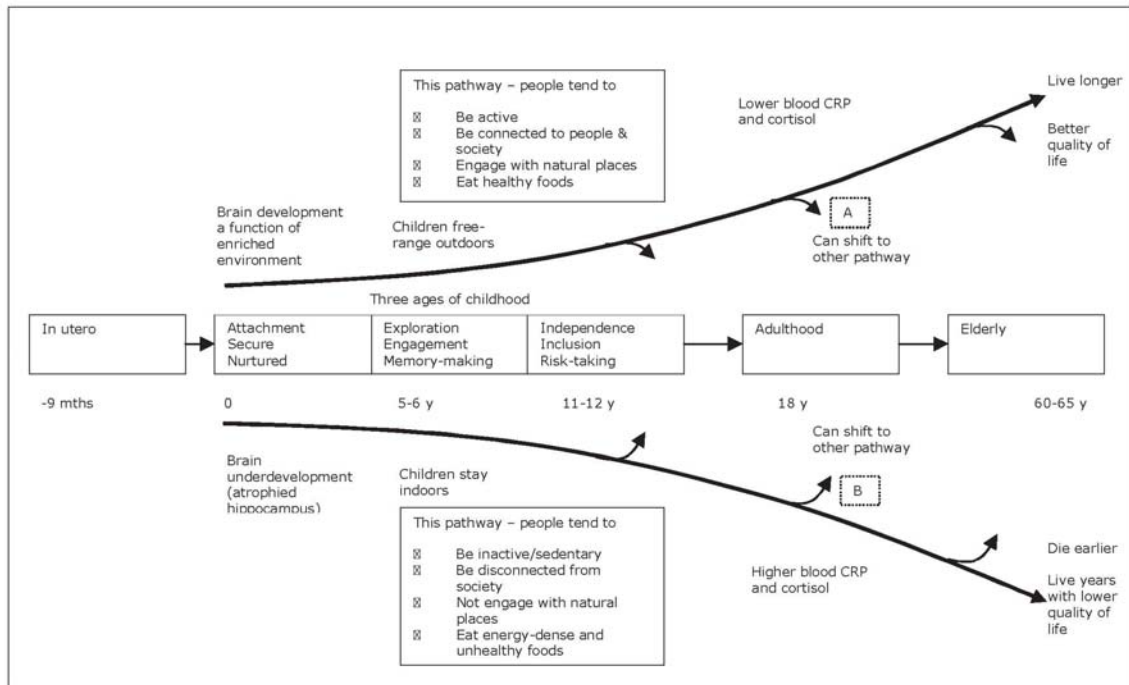 This pathway – people tend to
Be active
Be connected to people &
society
Engage with natural places
Eat healthy foods
Lower blood CRP
and cortisol
Live longer
Better
quality of
life
Brain development
a function of
enriched
environment
Children free-
range outdoors
A
Can shift to
other pathway
Three ages of childhood
In utero
Attachment
Secure
Nurtured
Exploration
Engagement
Memory-making
Independence
Inclusion
Risk-taking
Adulthood
Elderly
-9 mths
0
5-6 y
11-12 y
18 y
60-65 y
Brain
underdevelopment
(atrophied
hippocampus)
Children stay
indoors
Can shift to
other pathway
B
This pathway – people tend to
Be inactive/sedentary
Be disconnected from
society
Not engage with natural
places
Eat energy-dense and
unhealthy foods
Higher blood CRP
and cortisol
Die earlier
Live years
with lower
quality of
life